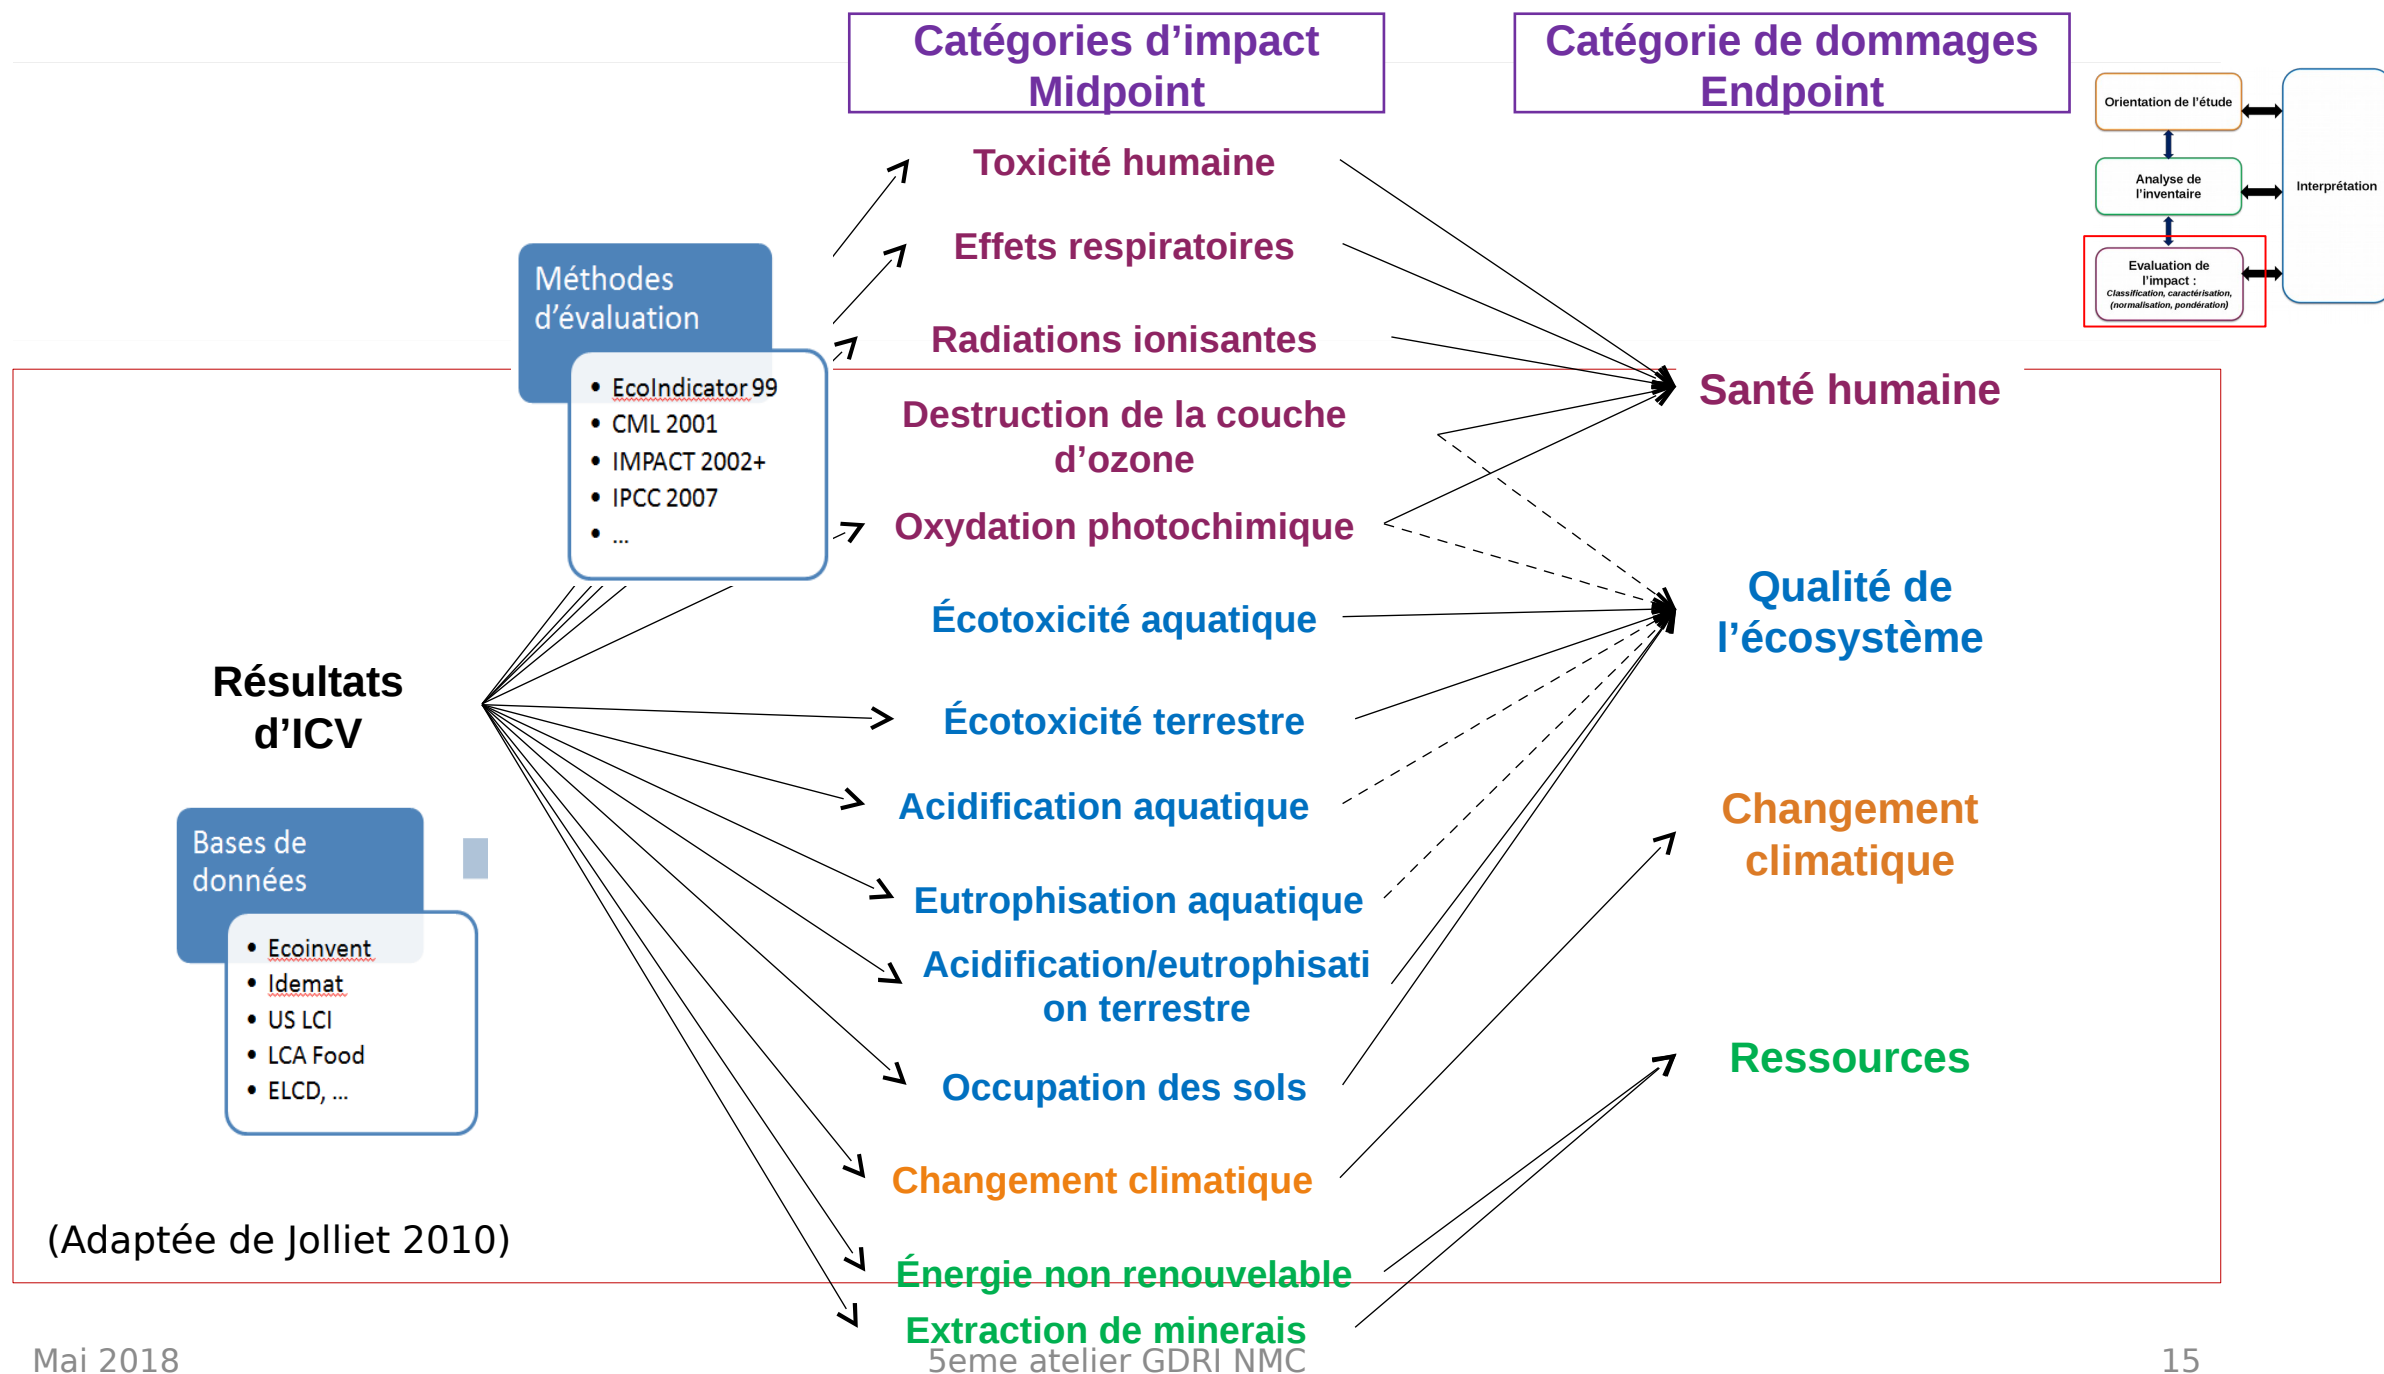 Catégories d’impact
Midpoint
Catégorie de dommages
Endpoint
Orientation de l’étude
Analyse de
l’inventaire
Evaluation de
l’impact :
Classification, caractérisation,
(normalisation, pondération)
Interprétation
Méthodes
d’évaluation
• EcoIndicator 99
• CML 2001
• IMPACT 2002+
• IPCC 2007
• ...
Résultats
d’ICV
Bases de
données
• Ecoinvent
• Idemat
• US LCI
• LCA Food
• ELCD, ...
(Adaptée de Jolliet 2010)
Toxicité humaine
Effets respiratoires
Radiations ionisantes
Destruction de la couche
d’ozone
Oxydation photochimique
Écotoxicité aquatique
Écotoxicité terrestre
Acidification aquatique
Eutrophisation aquatique
Acidification/eutrophisati
on terrestre
Occupation des sols
Changement climatique
Énergie non renouvelable
Extraction de minerais
Santé humaine
Qualité de
l’écosystème
Changement
climatique
Ressources
Mai 2018
5eme atelier GDRI NMC
15